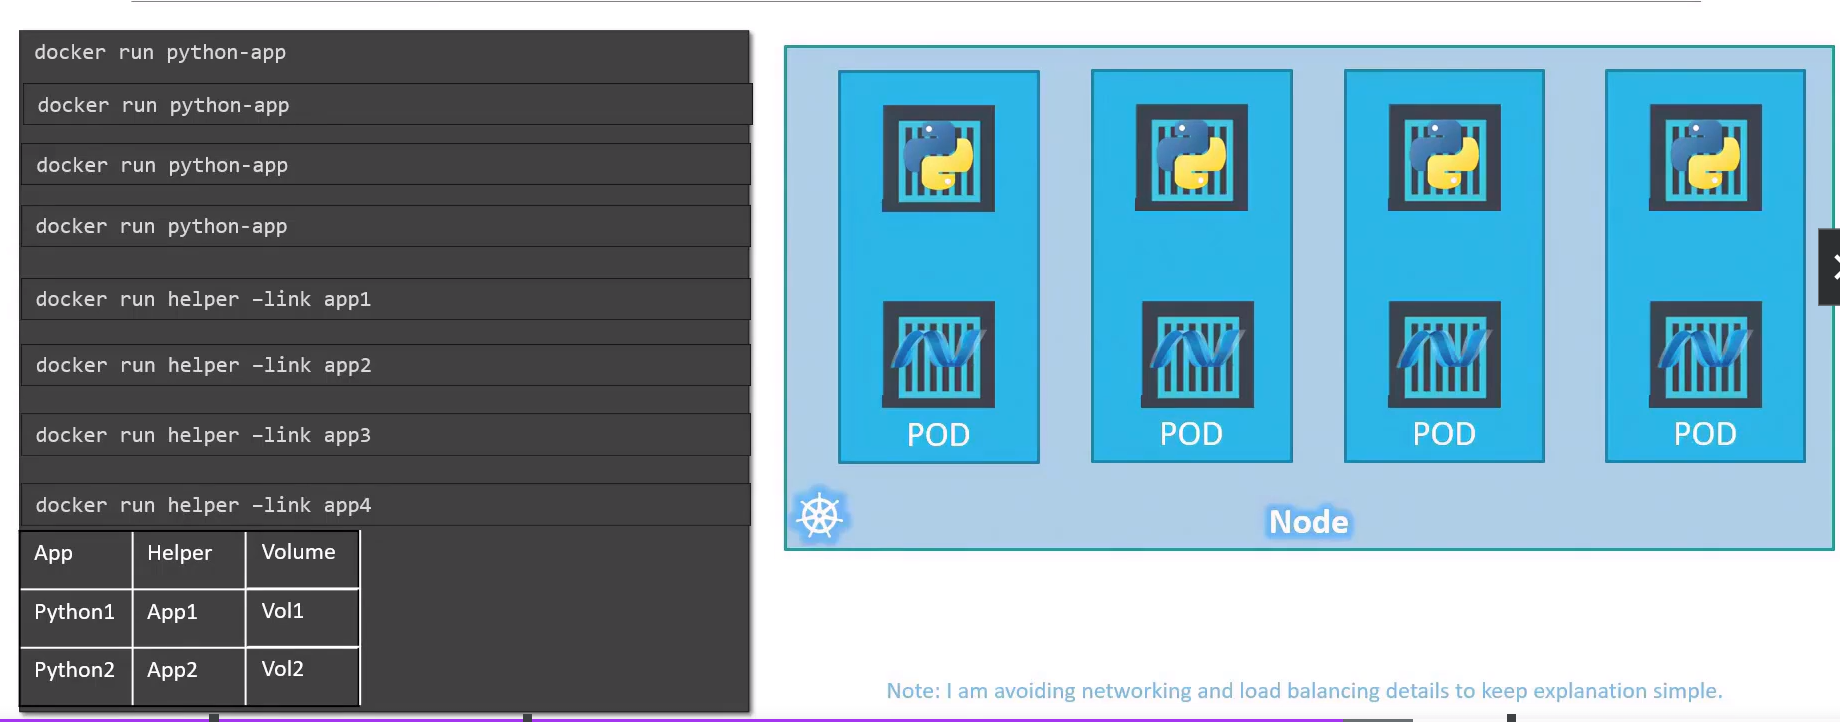 docker run python-app
docker run python-app
docker run python-app
docker run python-app
docker run helper –link app1
docker run helper –link app2
docker run helper –link app3
docker run helper –link app4
App Helper Volume
Python1 App1 Vol1
Python2 App2 Vol2
POD POD POD POD
Node
Note: I am avoiding networking and load balancing details to keep explanation simple.